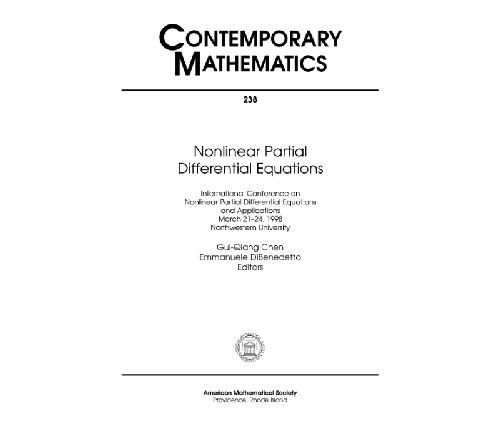 CONTEMPORARY
MATHEMATICS
238
Nonlinear Partial
Differential Equations
International Conference on
Nonlinear Partial Differential Equations
and Applications
March 21–24, 1998
Northwestern University
Gui-Qiang Chen
Emmanuele DiBenedetto
Editors
American Mathematical Society
Providence, Rhode Island